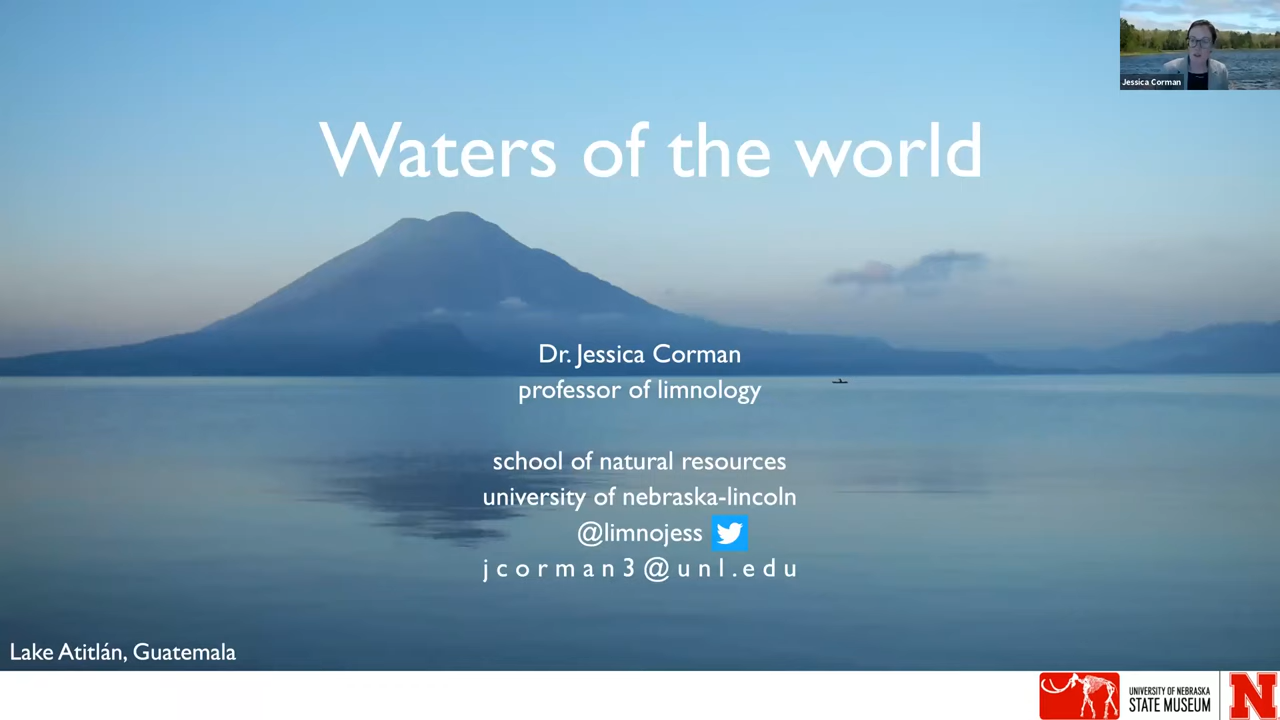 Jessica Corman
Waters of the world
Dr. Jessica Corman
professor of limnology
school of natural resources
university of nebraska-lincoln
@limnojess
jcorman3@unl.edu
Lake Atitlán, Guatemala
UNIVERSITY OF NEBRASKA
STATE MUSEUM
N